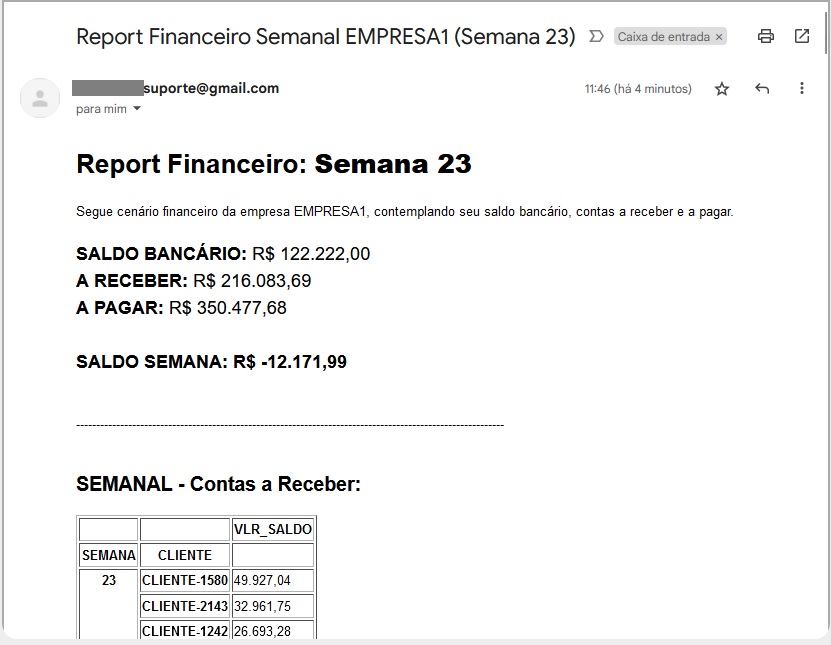 Report Financeiro Semanal EMPRESA1 (Semana 23) Caixa de entrada ×
suporte@gmail.com 11:46 (há 4 minutos)
para mim
Report Financeiro: Semana 23
Segue cenário financeiro da empresa EMPRESA1, contemplando seu saldo bancário, contas a receber e a pagar.
SALDO BANCÁRIO: R$ 122.222,00
A RECEBER: R$ 216.083,69
A PAGAR: R$ 350.477,68
SALDO SEMANA: R$ -12.171,99
SEMANAL - Contas a Receber:
VLR_SALDO
SEMANA CLIENTE
23 CLIENTE-1580 49.927,04
CLIENTE-2143 32.961,75
CLIENTE-1242 26.693,28